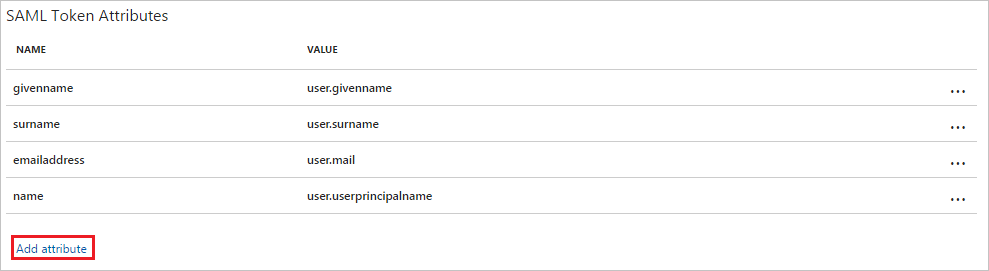 SAML Token Attributes
NAME VALUE
givenname user.givenname ...
surname user.surname ...
emailaddress user.mail ...
name user.userprincipalname ...
Add attribute